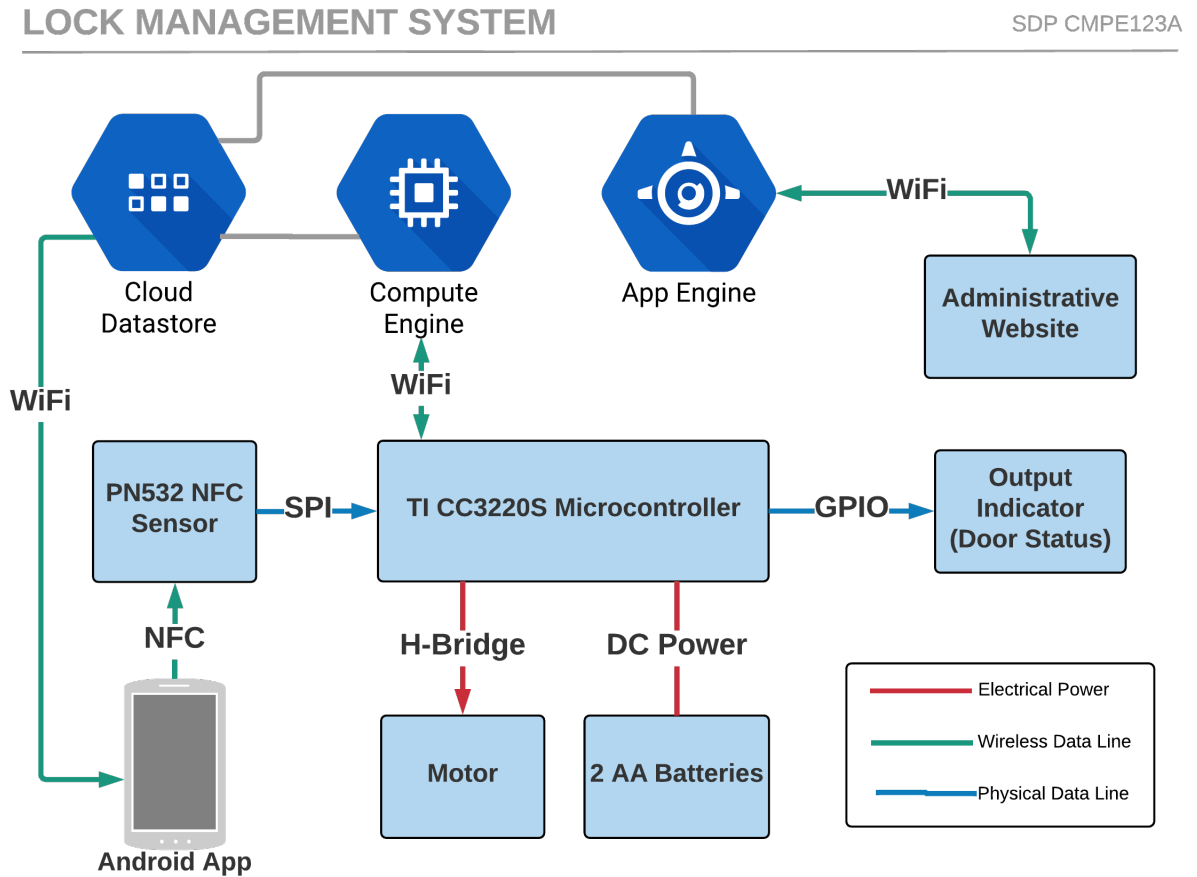 LOCK MANAGEMENT SYSTEM
SDP CMPE123A
Cloud
Datastore
Compute
Engine
App Engine
WiFi
Administrative
Website
WiFi
WiFi
PN532 NFC
Sensor
SPI
TI CC3220S Microcontroller
GPIO
Output
Indicator
(Door Status)
NFC
H-Bridge
DC Power
Motor
2 AA Batteries
Electrical Power
Wireless Data Line
Physical Data Line
Android App